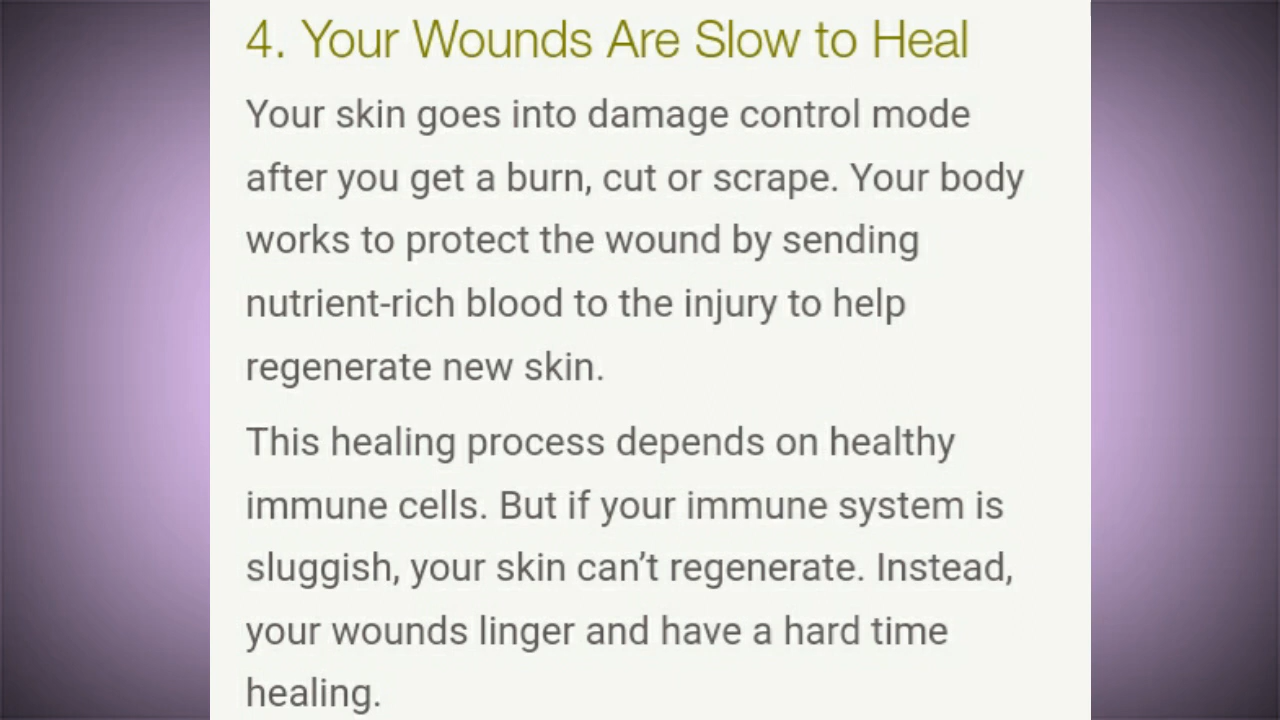 4. Your Wounds Are Slow to Heal
Your skin goes into damage control mode
after you get a burn, cut or scrape. Your body
works to protect the wound by sending
nutrient-rich blood to the injury to help
regenerate new skin.
This healing process depends on healthy
immune cells. But if your immune system is
sluggish, your skin can’t regenerate. Instead,
your wounds linger and have a hard time
healing.